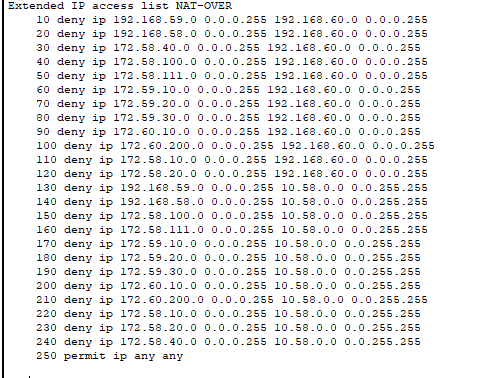 Extended IP access list NAT-OVER
10 deny ip 192.168.59.0 0.0.0.255 192.168.60.0 0.0.0.255
20 deny ip 192.168.58.0 0.0.0.255 192.168.60.0 0.0.0.255
30 deny ip 172.58.40.0 0.0.0.255 192.168.60.0 0.0.0.255
40 deny ip 172.58.100.0 0.0.0.255 192.168.60.0 0.0.0.255
50 deny ip 172.58.111.0 0.0.0.255 192.168.60.0 0.0.0.255
60 deny ip 172.59.10.0 0.0.0.255 192.168.60.0 0.0.0.255
70 deny ip 172.59.20.0 0.0.0.255 192.168.60.0 0.0.0.255
80 deny ip 172.59.30.0 0.0.0.255 192.168.60.0 0.0.0.255
90 deny ip 172.60.10.0 0.0.0.255 192.168.60.0 0.0.0.255
100 deny ip 172.60.200.0 0.0.0.255 192.168.60.0 0.0.0.255
110 deny ip 172.58.10.0 0.0.0.255 192.168.60.0 0.0.0.255
120 deny ip 172.58.20.0 0.0.0.255 192.168.60.0 0.0.0.255
130 deny ip 192.168.59.0 0.0.0.255 10.58.0.0 0.0.255.255
140 deny ip 192.168.58.0 0.0.0.255 10.58.0.0 0.0.255.255
150 deny ip 172.58.100.0 0.0.0.255 10.58.0.0 0.0.255.255
160 deny ip 172.58.111.0 0.0.0.255 10.58.0.0 0.0.255.255
170 deny ip 172.59.10.0 0.0.0.255 10.58.0.0 0.0.255.255
180 deny ip 172.59.20.0 0.0.0.255 10.58.0.0 0.0.255.255
190 deny ip 172.59.30.0 0.0.0.255 10.58.0.0 0.0.255.255
200 deny ip 172.60.10.0 0.0.0.255 10.58.0.0 0.0.255.255
210 deny ip 172.60.200.0 0.0.0.255 10.58.0.0 0.0.255.255
220 deny ip 172.58.10.0 0.0.0.255 10.58.0.0 0.0.255.255
230 deny ip 172.58.20.0 0.0.0.255 10.58.0.0 0.0.255.255
240 deny ip 172.58.40.0 0.0.0.255 10.58.0.0 0.0.255.255
250 permit ip any any